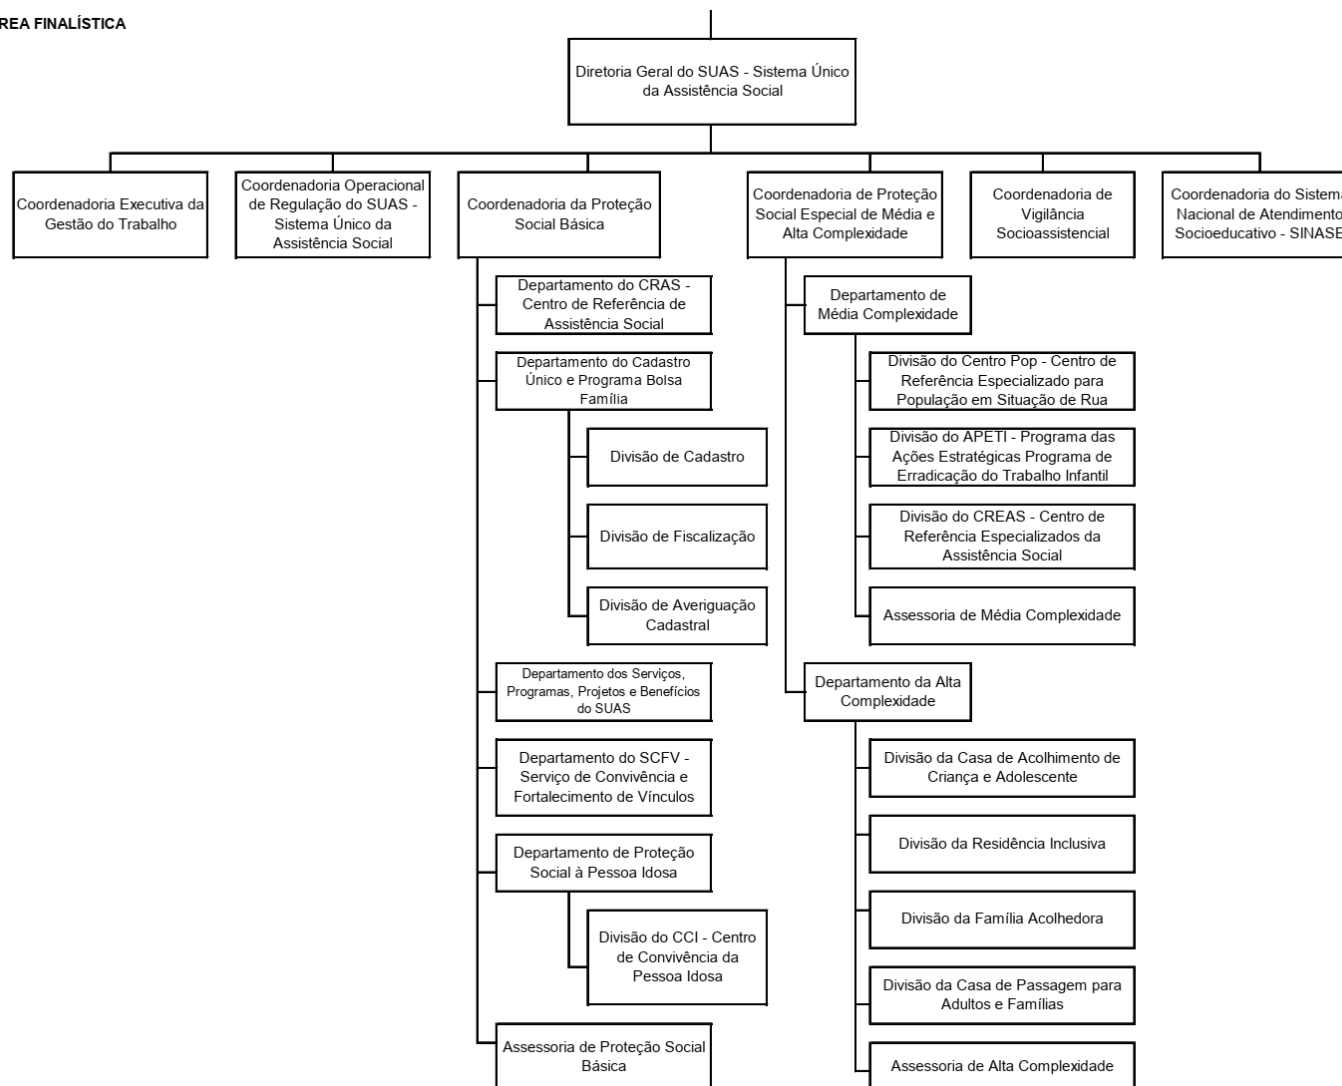 REA FINALÍSTICA
Diretoria Geral do SUAS - Sistema Único
da Assistência Social
Coordenadoria Executiva da
Gestão do Trabalho
Coordenadoria Operacional
de Regulação do SUAS -
Sistema Único da
Assistência Social
Coordenadoria da Proteção
Social Básica
Coordenadoria de Proteção
Social Especial de Média e
Alta Complexidade
Coordenadoria de
Vigilância
Socioassistencial
Coordenadoria do Sistema
Nacional de Atendimento
Socioeducativo - SINASE
Departamento do CRAS -
Centro de Referência de
Assistência Social
Departamento do Cadastro
Único e Programa Bolsa
Família
Divisão de Cadastro
Divisão de Fiscalização
Divisão de Averiguação
Cadastral
Departamento dos Serviços,
Programas, Projetos e Benefícios
do SUAS
Departamento do SCFV -
Serviço de Convivência e
Fortalecimento de Vínculos
Departamento de Proteção
Social à Pessoa Idosa
Divisão do CCI - Centro
de Convivência da
Pessoa Idosa
Assessoria de Proteção Social
Básica
Departamento de
Média Complexidade
Divisão do Centro Pop - Centro de
Referência Especializado para
População em Situação de Rua
Divisão do APETI - Programa das
Ações Estratégicas Programa de
Erradicação do Trabalho Infantil
Divisão do CREAS - Centro de
Referência Especializados da
Assistência Social
Assessoria de Média Complexidade
Departamento da Alta
Complexidade
Divisão da Casa de Acolhimento de
Criança e Adolescente
Divisão da Residência Inclusiva
Divisão da Família Acolhedora
Divisão da Casa de Passagem para
Adultos e Famílias
Assessoria de Alta Complexidade